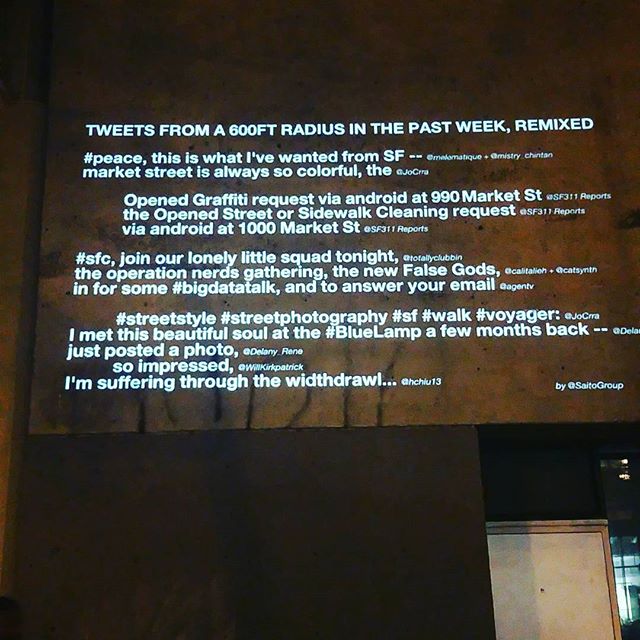 TWEETS FROM A 600FT RADIUS IN THE PAST WEEK, REMIXED
#peace, this is what I've wanted from SF -- @melomatique + @mistry_chintan
market street is always so colorful, the @JoCrra
Opened Graffiti request via android at 990 Market St @SF311 Reports
the Opened Street or Sidewalk Cleaning request @SF311 Reports
via android at 1000 Market St @SF311 Reports
#sfc, join our lonely little squad tonight, @totallyclubbin
the operation nerds gathering, the new False Gods, @calitalieh + @catsynth
in for some #bigdatatalk, and to answer your email @agentv
#streetstyle #streetphotography #sf #walk #voyager: @JoCrra
I met this beautiful soul at the #BlueLamp a few months back -- @Dela
just posted a photo, @Delany_Rene
so impressed, @WillKirkpatrick
I'm suffering through the widthdrawl... @hchiu13
by @SaitoGroup